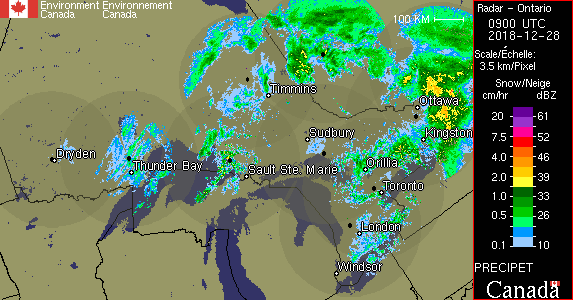 Environment Environnement
Canada Canada
100 KM
Timmins
Ottawa
Kingston
Sudbury
Dryden
Thunder Bay
Sault Ste. Marie
Orillia
Toronto
London
Windsor
Radar - Ontario
0900 UTC
2018-12-28
Scale/Échelle:
3.5 km/Pixel
Snow/Neige
cm/hr dBZ
20 61
7.5 52
4.0 46
2.0 39
1.0 33
0.5 26
0.1 10
PRECIPET
Canada